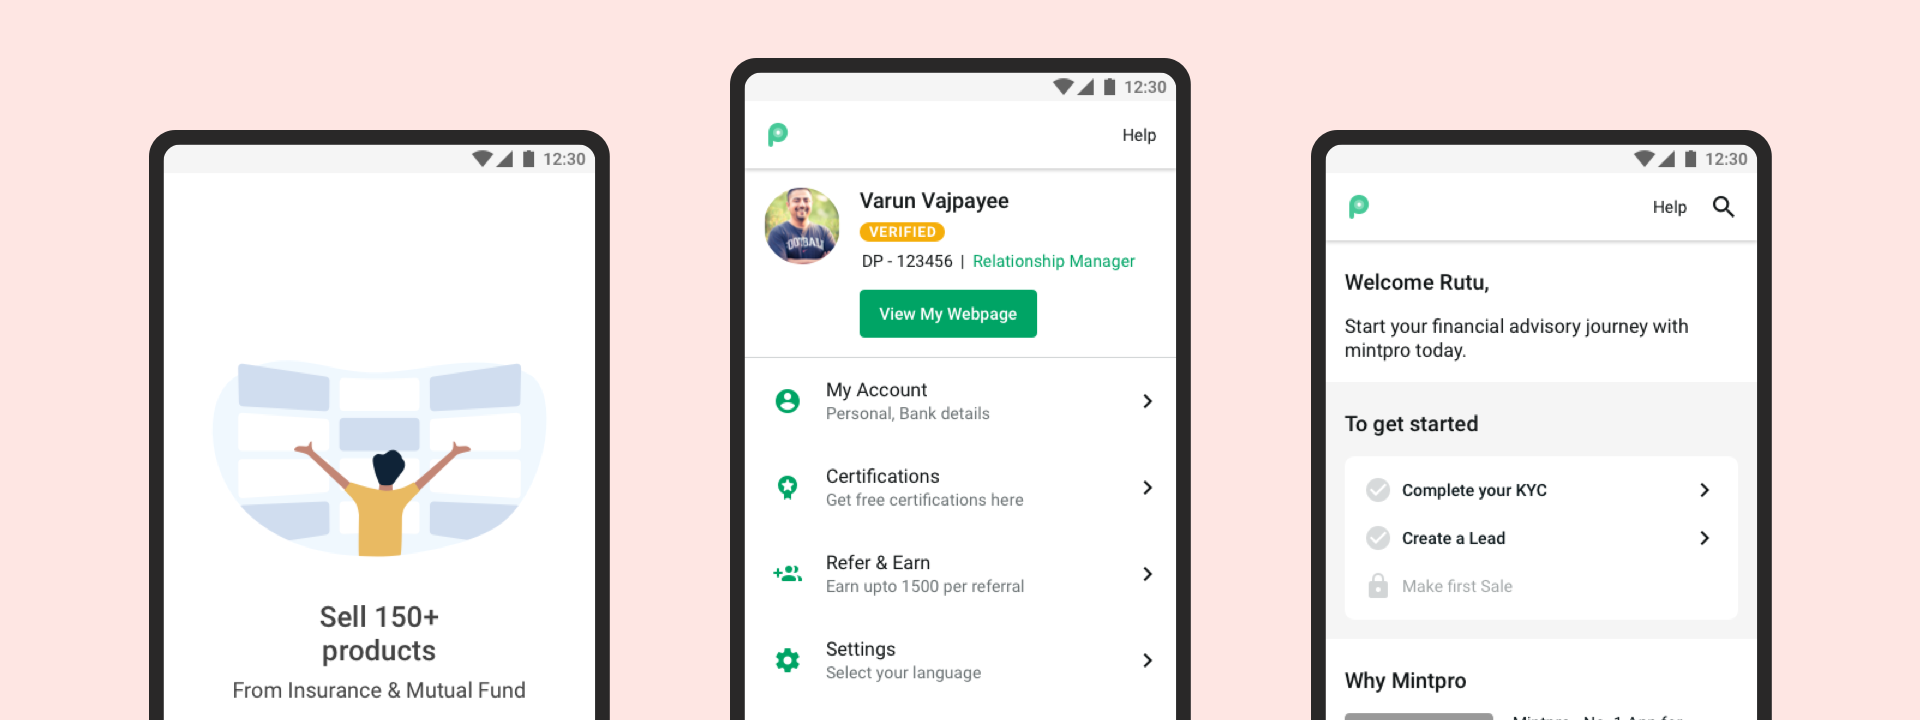 12:30
Sell 150+
products
From Insurance & Mutual Fund
12:30
Help
Varun Vajpayee
VERIFIED
DP - 123456 | Relationship Manager
View My Webpage
My Account
Personal, Bank details
Certifications
Get free certifications here
Refer & Earn
Earn upto 1500 per referral
Settings
Select your language
12:30
Help
Welcome Rutu,
Start your financial advisory journey with
mintpro today.
To get started
Complete your KYC
Create a Lead
Make first Sale
Why Mintpro